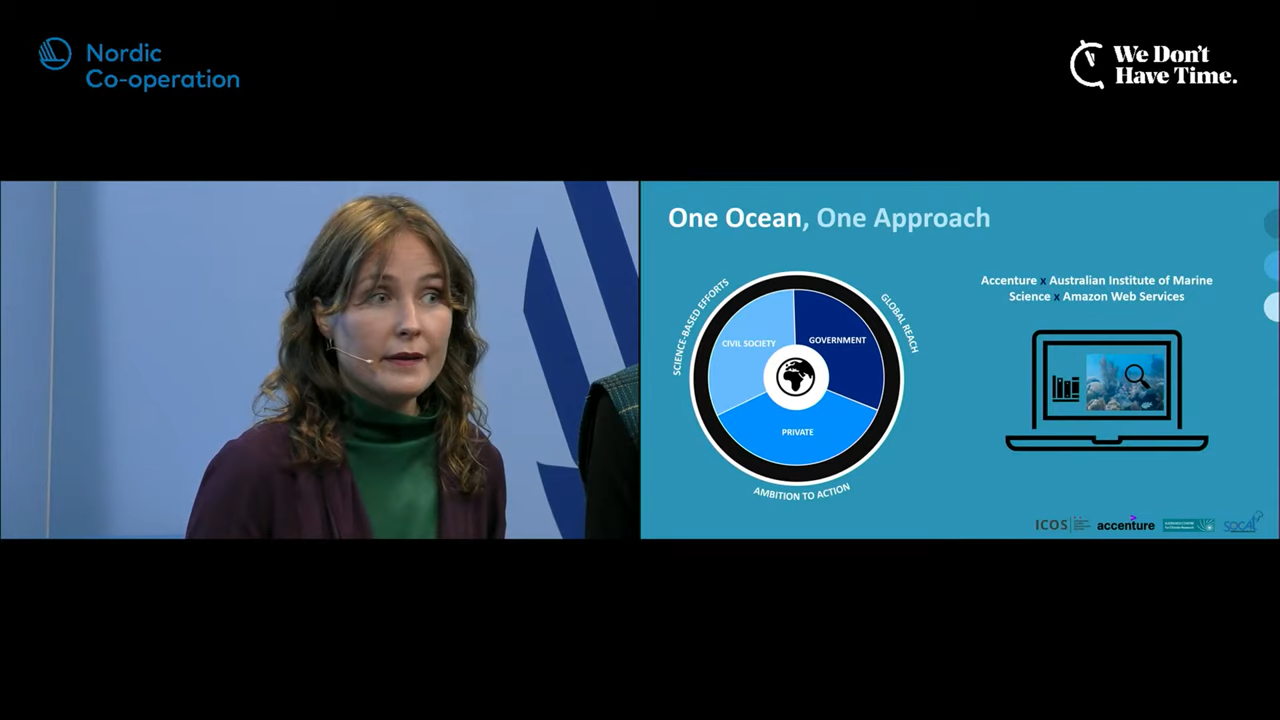 Nordic
Co-operation
We Don't
Have Time.
One Ocean, One Approach
SCIENCE-BASED EFFORTS
GLOBAL REACH
CIVIL SOCIETY
GOVERNMENT
PRIVATE
AMBITION TO ACTION
Accenture x Australian Institute of Marine
Science x Amazon Web Services
ICOS
accenture
SOCAT